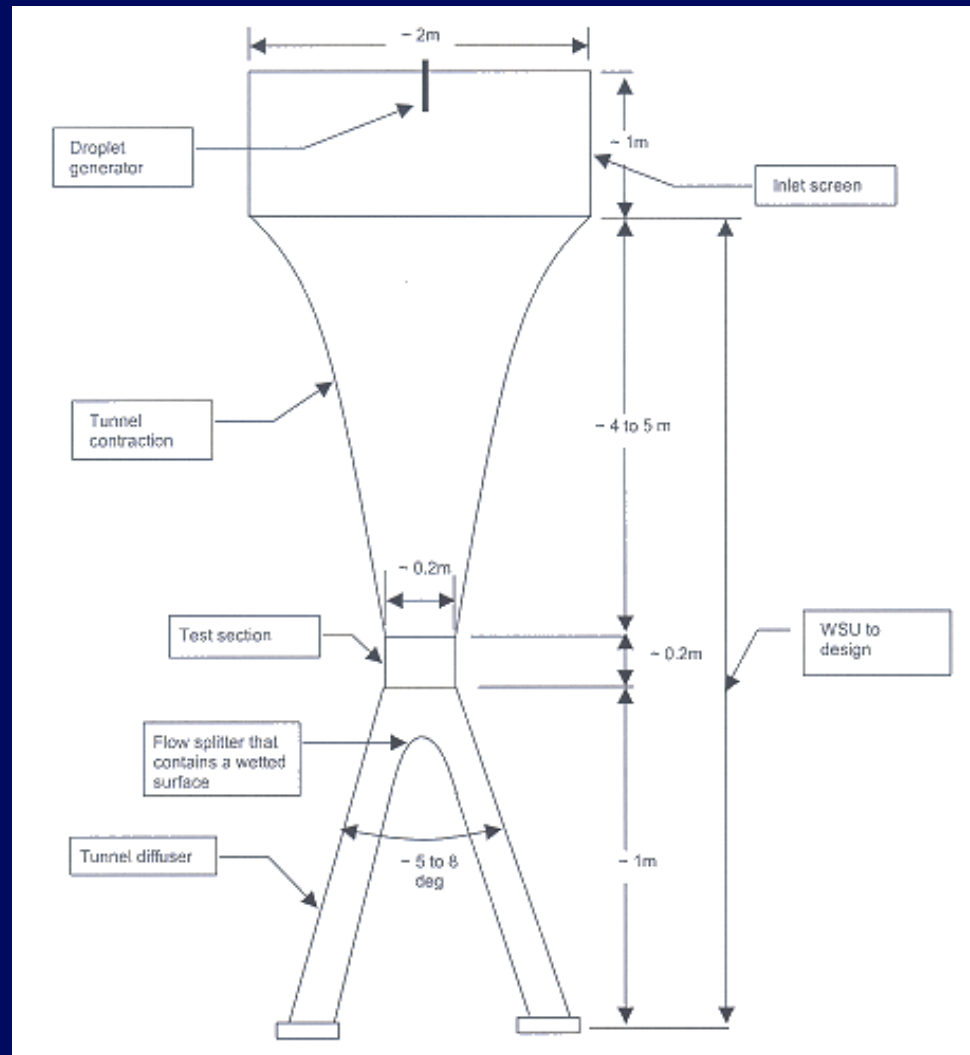 ~ 2m
Droplet
generator
~ 1m
Inlet screen
Tunnel
contraction
~ 4 to 5 m
~ 0.2m
Test section
~ 0.2m
WSU to
design
Flow splitter that
contains a wetted
surface
Tunnel diffuser
~ 5 to 8
deg
~ 1m